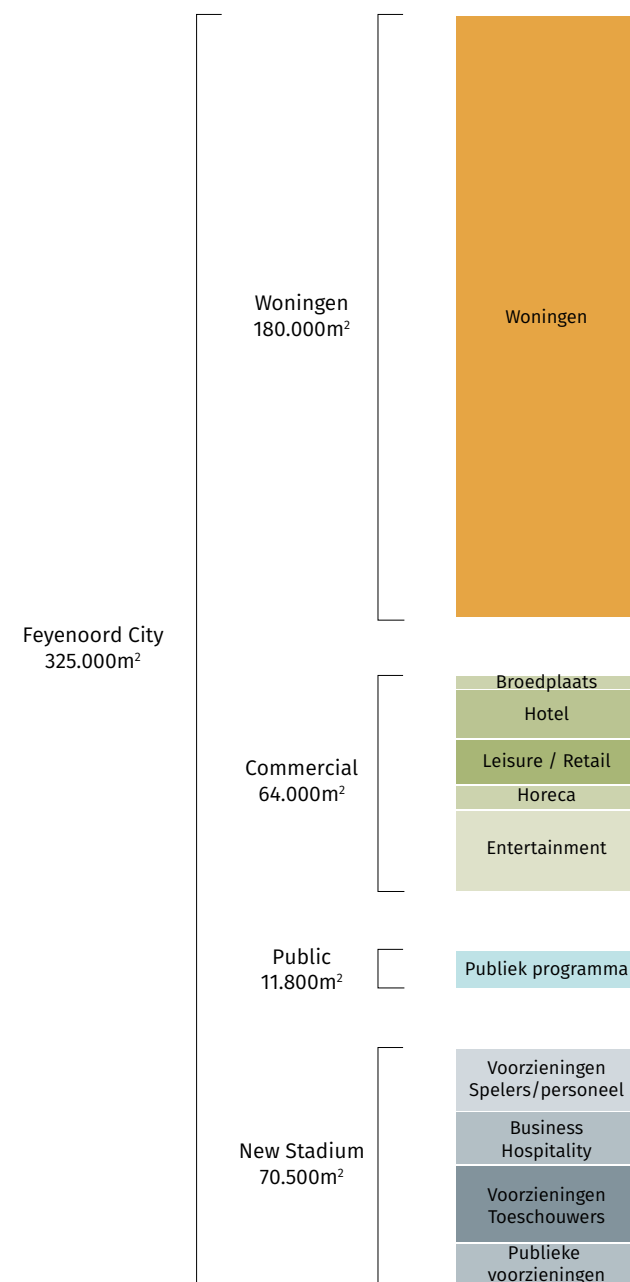 Feyenoord City
325.000m²
Woningen
180.000m²
Woningen
Commercial
64.000m²
Broedplaats
Hotel
Leisure / Retail
Horeca
Entertainment
Public
11.800m²
Publiek programma
New Stadium
70.500m²
Voorzieningen
Spelers/personeel
Business
Hospitality
Voorzieningen
Toeschouwers
Publieke
voorzieningen